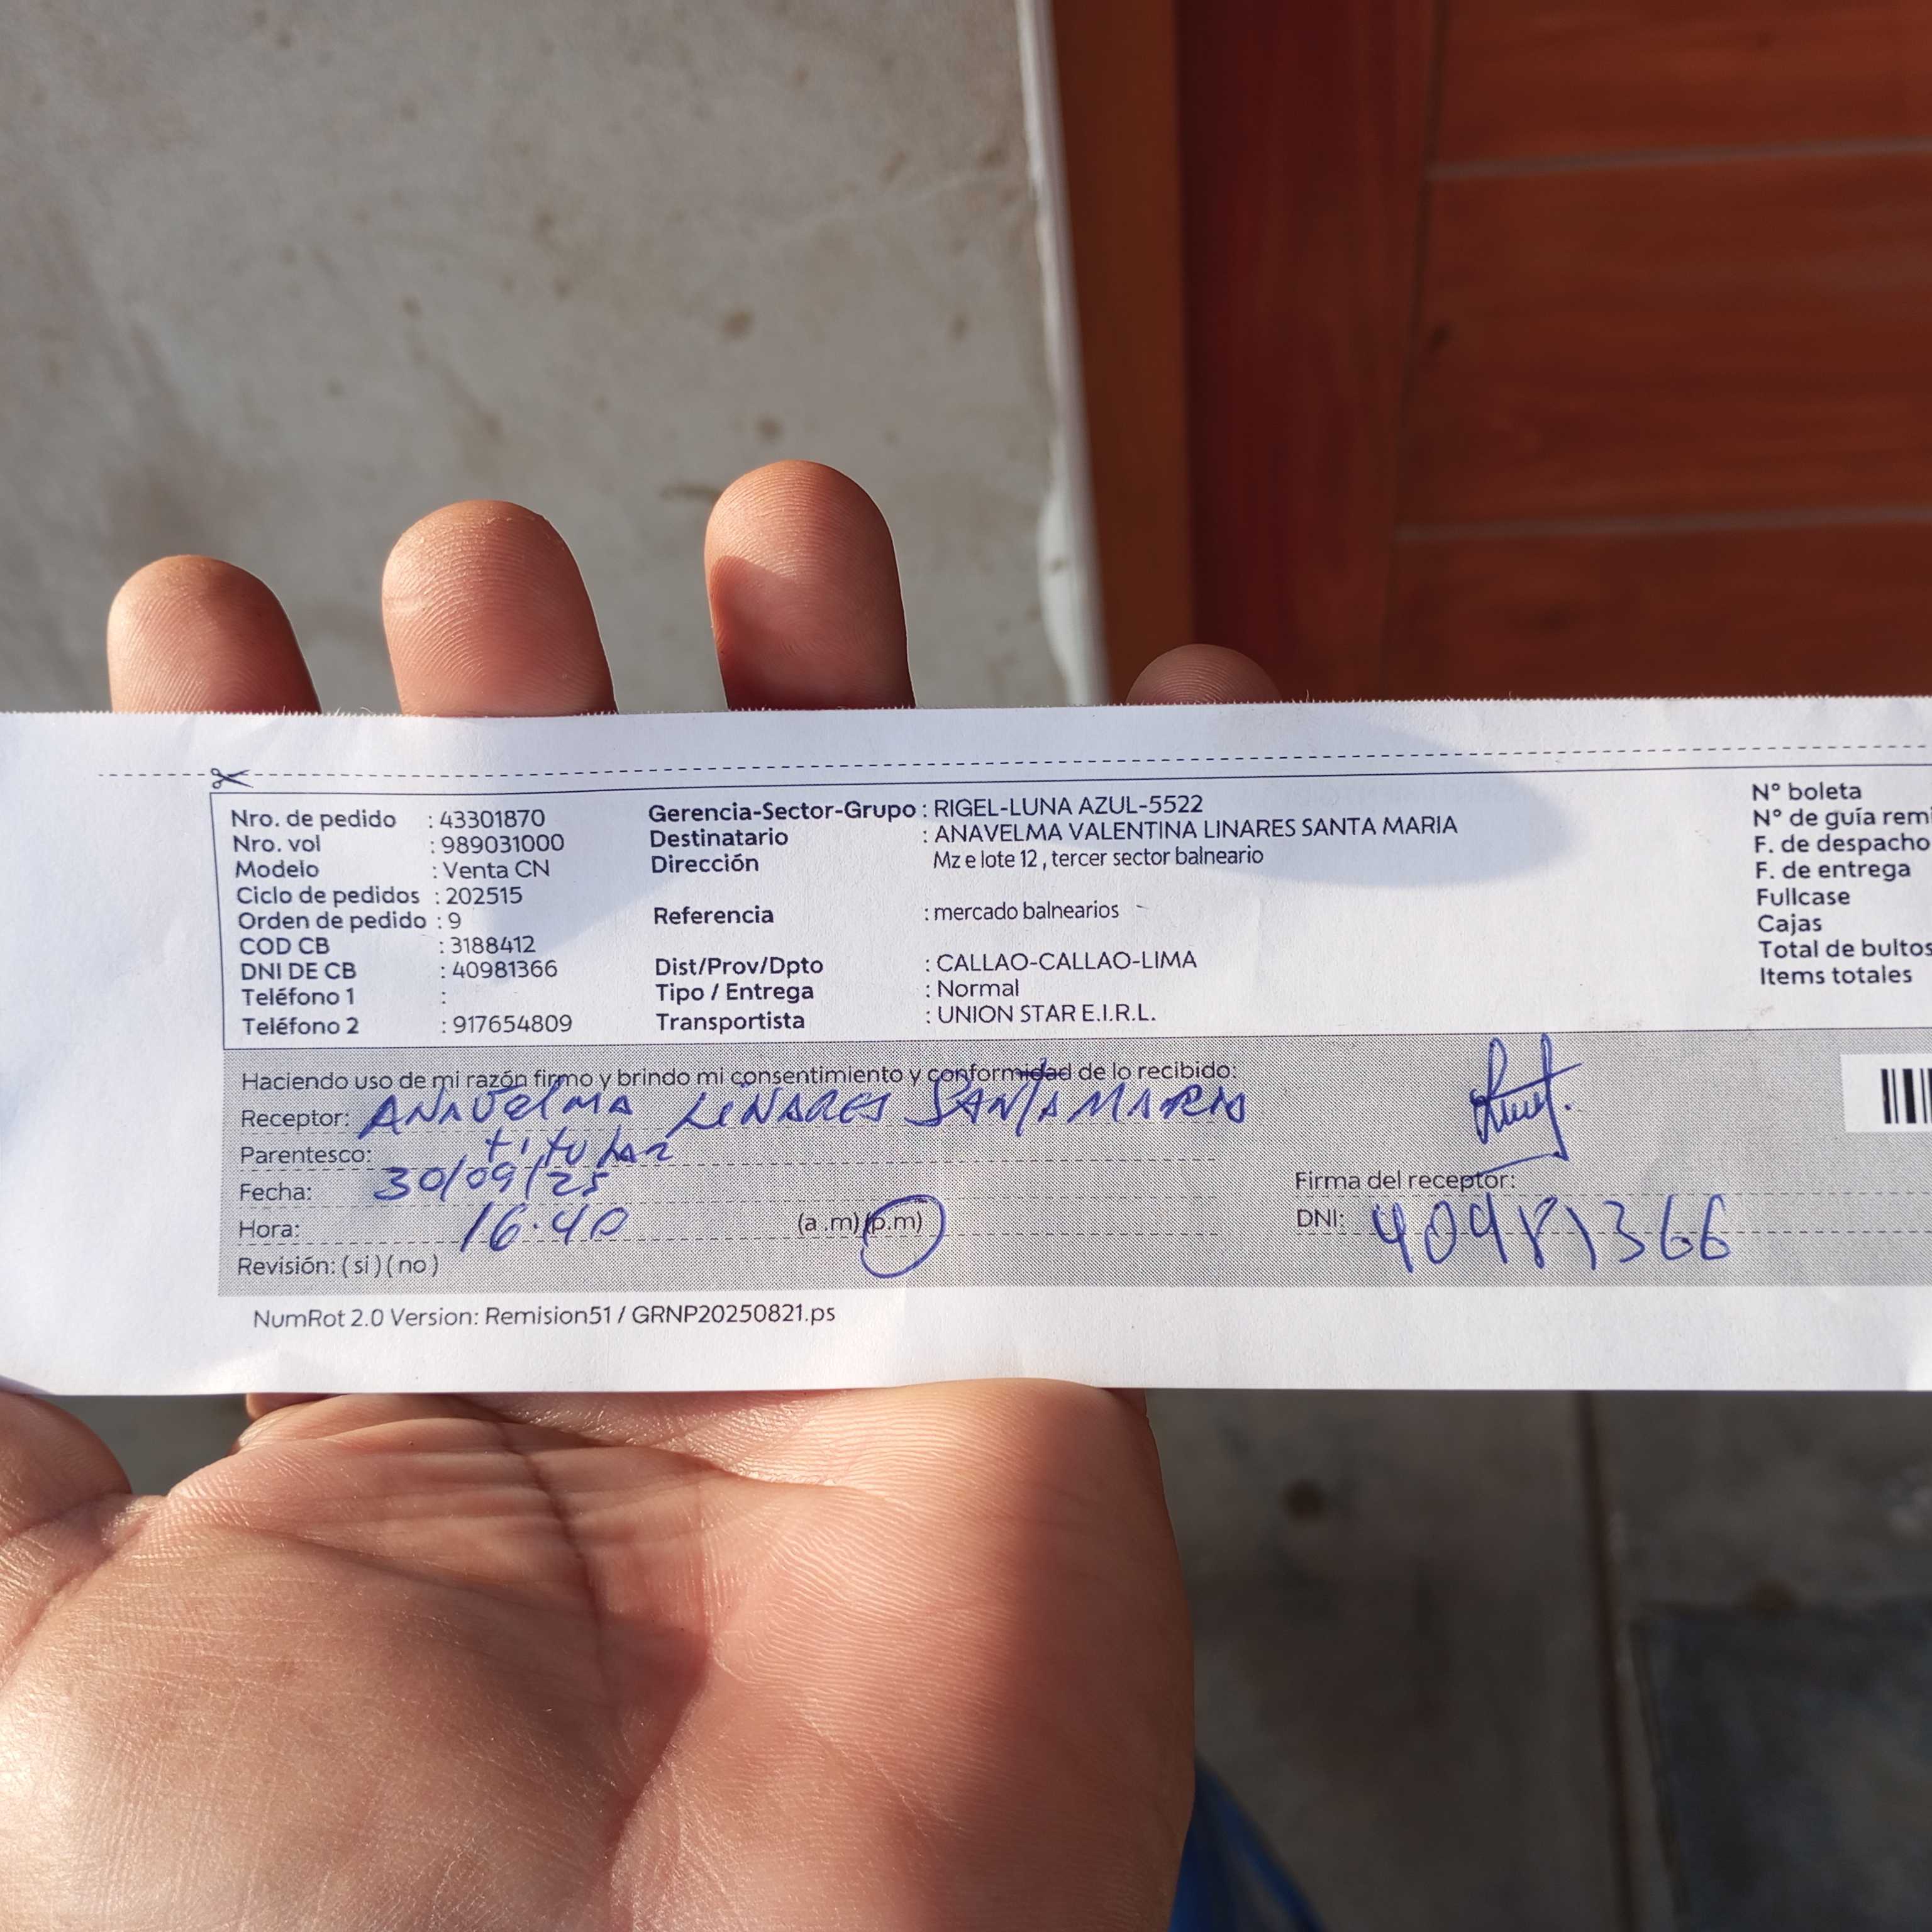 Nro. de pedido : 43301870
Nro. vol : 989031000
Modelo : Venta CN
Ciclo de pedidos : 202515
Orden de pedido : 9
COD CB : 3188412
DNI DE CB : 40981366
Teléfono 1 :
Teléfono 2 : 917654809
Gerencia-Sector-Grupo : RIGEL-LUNA AZUL-5522
Destinatario : ANAVELMA VALENTINA LINARES SANTA MARIA
Dirección Mz e lote 12 , tercer sector balneario
Referencia : mercado balnearios
Dist/Prov/Dpto : CALLAO-CALLAO-LIMA
Tipo / Entrega : Normal
Transportista : UNION STAR E.I.R.L.
N° boleta
N° de guía remi
F. de despacho
F. de entrega
Fullcase
Cajas
Total de bultos
Items totales
Haciendo uso de mi razón firmo y brindo mi consentimiento y conformidad de lo recibido:
Receptor: ANAVelMA LiNARES SANTAMARIA
Parentesco: titular
Fecha: 30/09/25
Hora: 16.40 (a .m) (p.m)
Revisión: ( si ) ( no )
Firma del receptor:
DNI: 40981366
NumRot 2.0 Version: Remision51 / GRNP20250821.ps